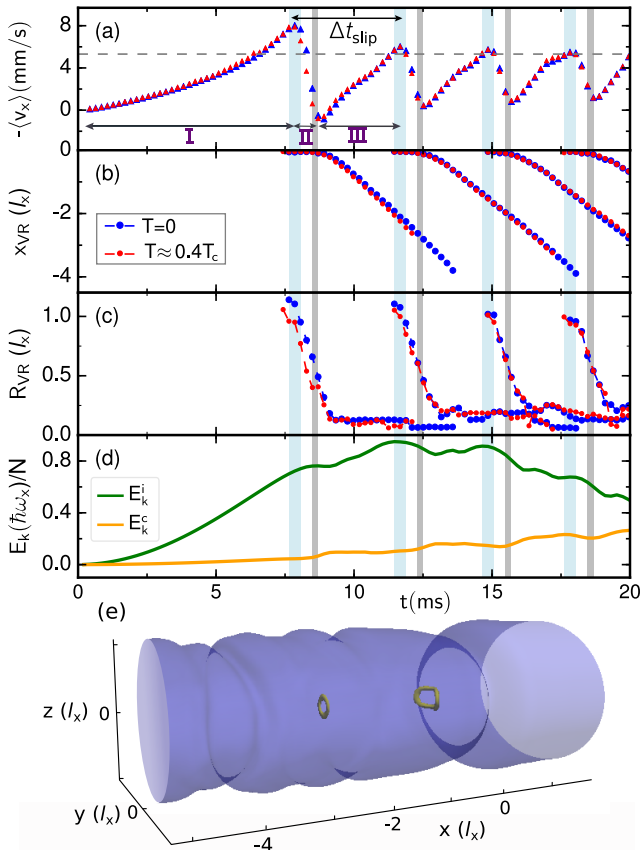 (a)
Δt_slip
-⟨v_x⟩(mm/s)
8
4
0
I
II
III
(b)
x_VR (l_x)
0
-2
-4
T=0
T≈0.4T_c
(c)
R_VR (l_x)
1.0
0.5
0.0
(d)
E_k(ħω_x)/N
0.8
0.0
E_k^i
E_k^c
0 5 10 15 20
t(ms)
(e)
z (l_x)
0
y (l_x)
0
-4
-2
0
x (l_x)